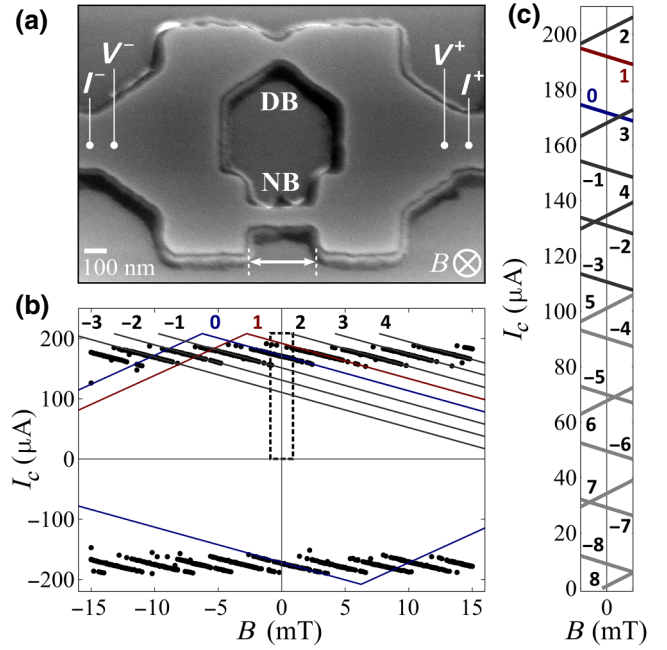 (a)
I⁻ V⁻ V⁺ I⁺
DB
NB
100 nm
B
(b)
-3 -2 -1 0 1 2 3 4
I_c (μA)
200
100
0
−100
−200
−15 −10 −5 0 5 10 15
B (mT)
(c)
I_c (μA)
200
180
160
140
120
100
80
60
40
20
0
2
1
0
3
−1
4
−2
−3
5
−4
−5
6
−6
7
−7
−8
8
0
B (mT)